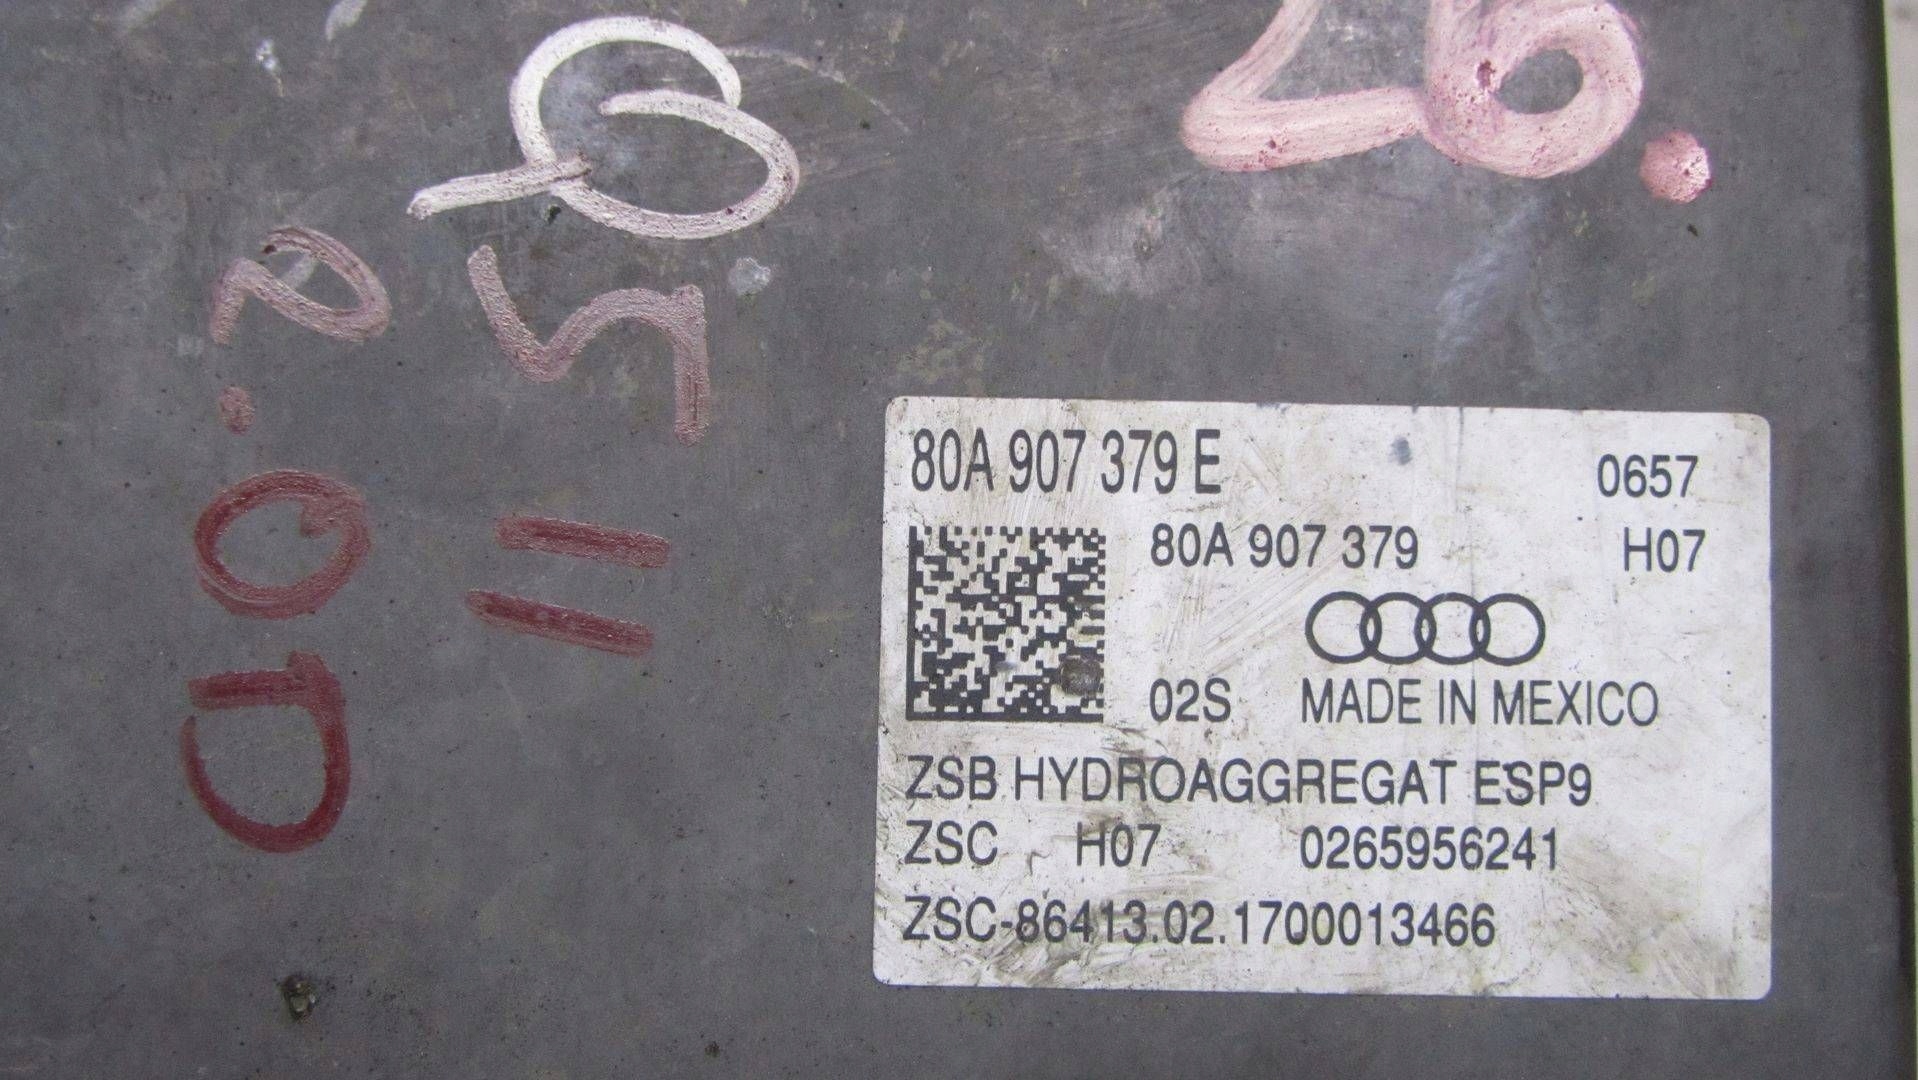 80A 907 379 E
0657
80A 907 379
H07
02S MADE IN MEXICO
ZSB HYDROAGGREGAT ESP9
ZSC H07 0265956241
ZSC-86413.02.1700013466